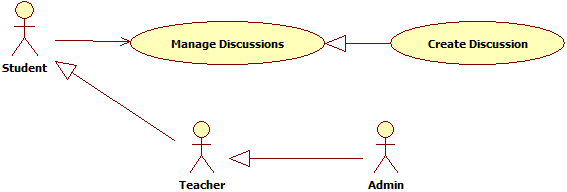 Manage Discussions
Create Discussion
Student
Teacher
Admin